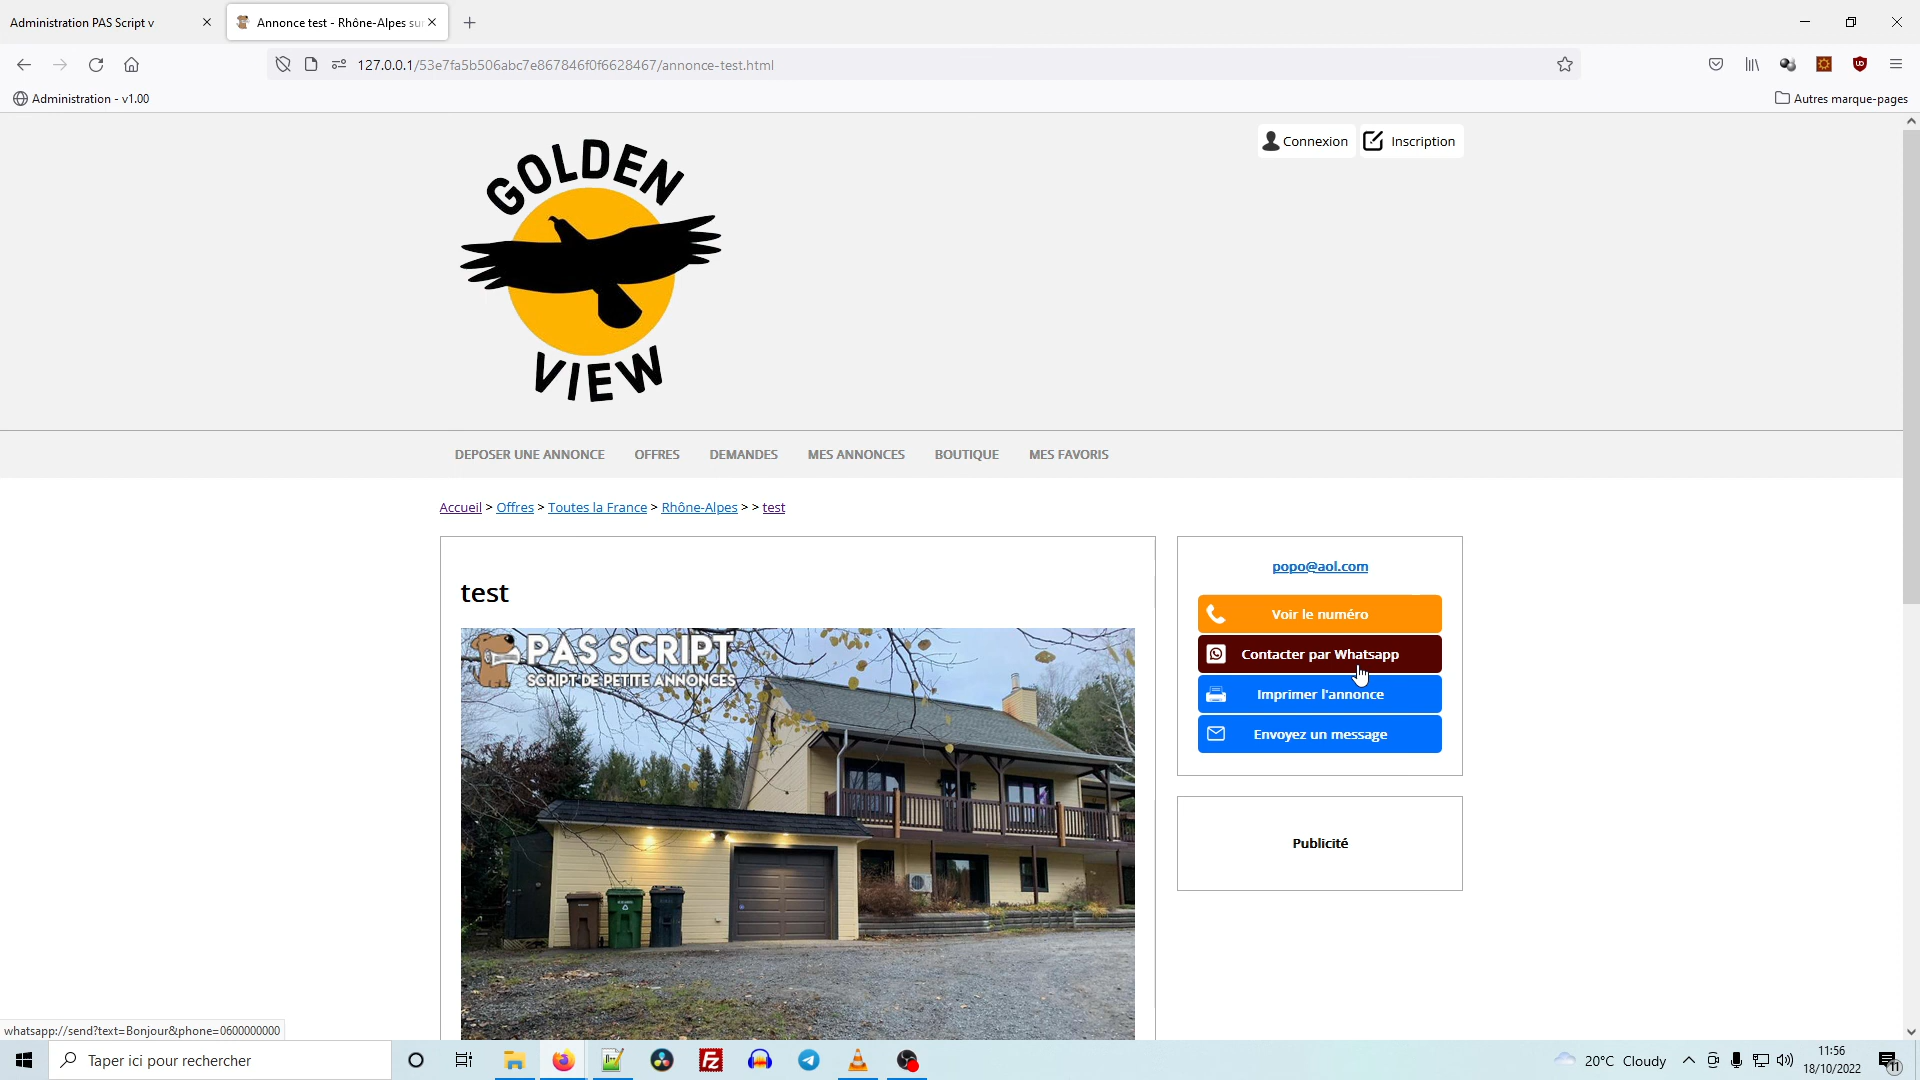 Administration PAS Script v
Annonce test - Rhône-Alpes su
127.0.0.1/53e7fa5b506abc7e867846f0f6628467/annonce-test.html
Administration - v1.00
Autres marque-pages
GOLDEN
VIEW
Connexion
Inscription
DEPOSER UNE ANNONCE
OFFRES
DEMANDES
MES ANNONCES
BOUTIQUE
MES FAVORIS
Accueil > Offres > Toutes la France > Rhône-Alpes > > test
test
PAS SCRIPT
SCRIPT DE PETITE ANNONCES
popo@aol.com
Voir le numéro
Contacter par Whatsapp
Imprimer l'annonce
Envoyez un message
Publicité
whatsapp://send?text=Bonjour&phone=0600000000
Taper ici pour rechercher
20°C Cloudy
11:56
18/10/2022
11